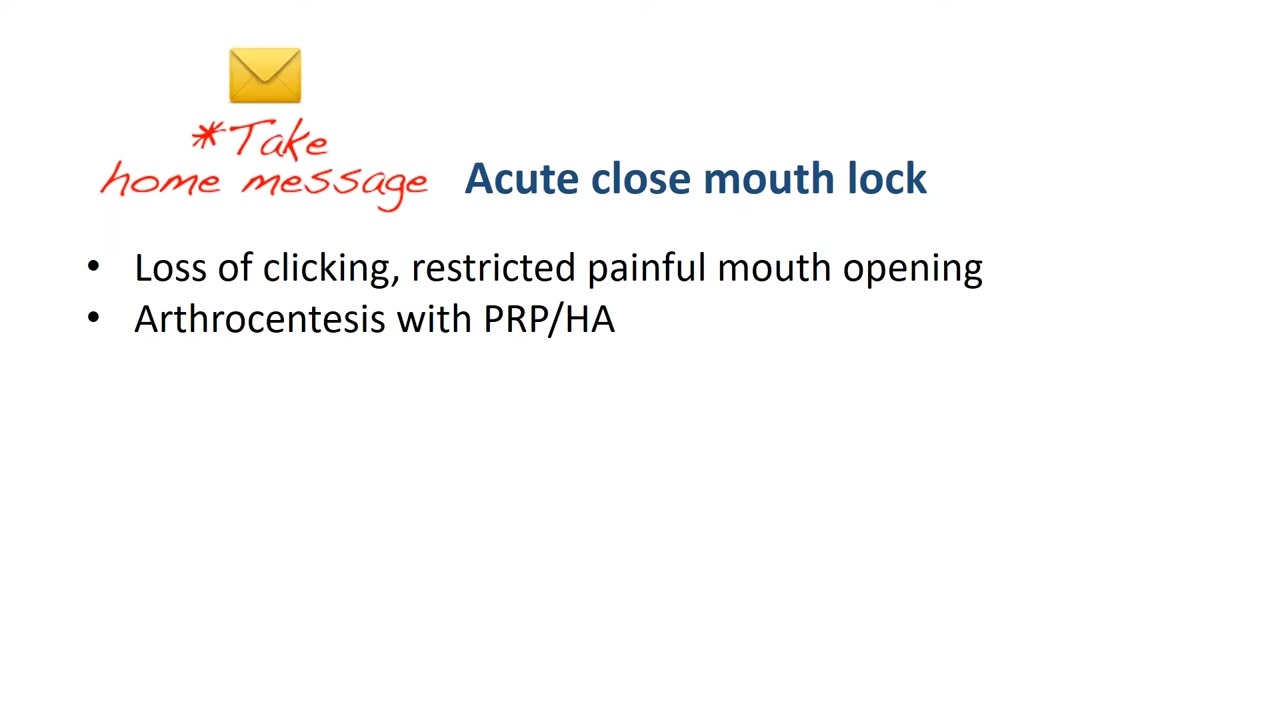 *Take
home message
Acute close mouth lock
• Loss of clicking, restricted painful mouth opening
• Arthrocentesis with PRP/HA